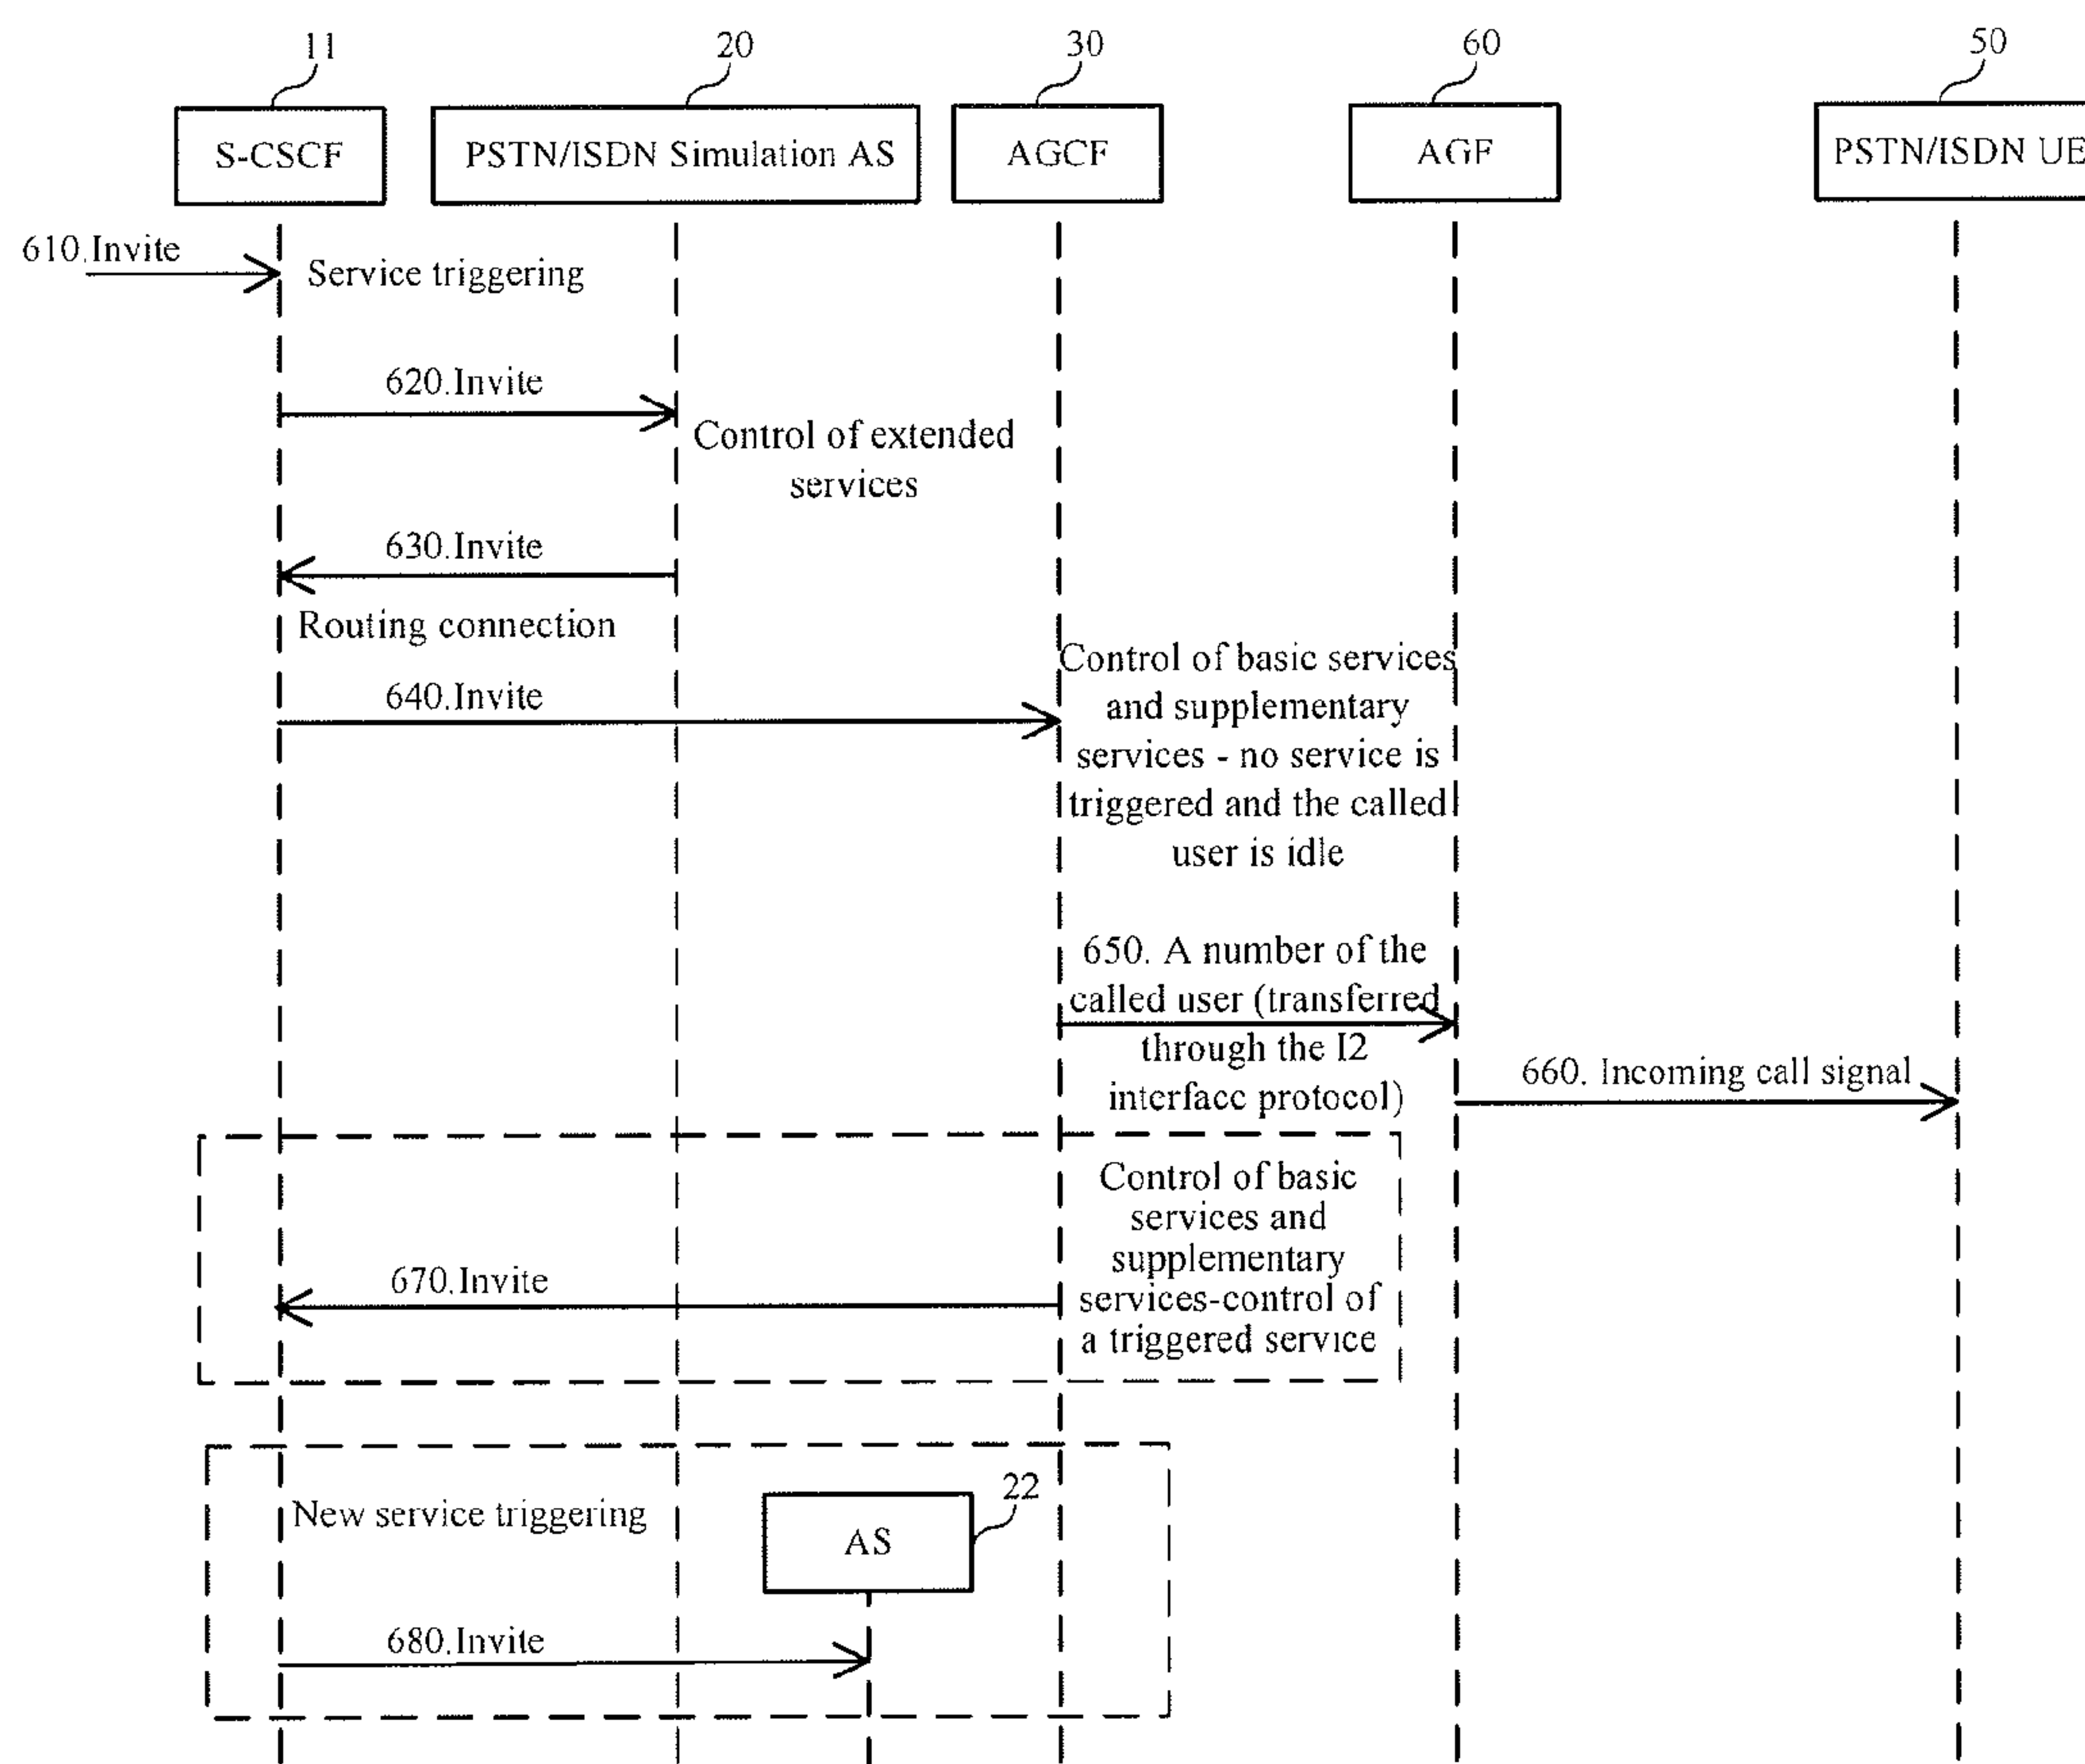 11
20
30
60
50
S-CSCF
PSTN/ISDN Simulation AS
AGCF
AGF
PSTN/ISDN UE
610.Invite
Service triggering
620.Invite
Control of extended
services
630.Invite
Routing connection
640.Invite
Control of basic services
and supplementary
services - no service is
triggered and the called
user is idle
650. A number of the
called user (transferred
through the I2
interface protocol)
660. Incoming call signal
Control of basic
services and
supplementary
services-control of
a triggered service
670.Invite
New service triggering
22
AS
680.Invite